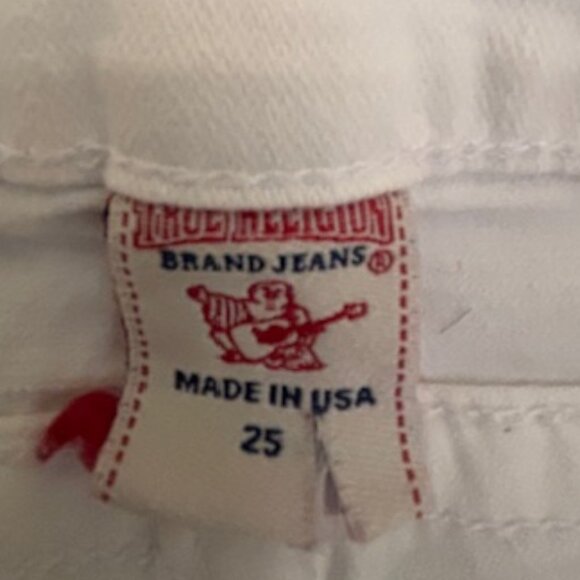 TRUE RELIGION
BRAND JEANS®
MADE IN USA
25